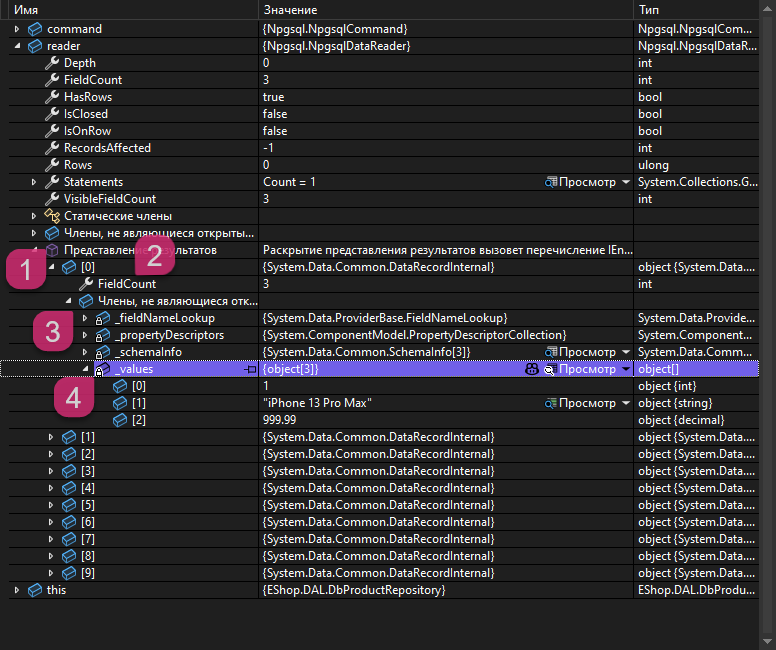 Имя Значение Тип
command {Npgsql.NpgsqlCommand} Npgsql.NpgsqlCom...
reader {Npgsql.NpgsqlDataReader} Npgsql.NpgsqlDataR...
Depth 0 int
FieldCount 3 int
HasRows true bool
IsClosed false bool
IsOnRow false bool
RecordsAffected -1 int
Rows 0 ulong
Statements Count = 1 Просмотр System.Collections.G...
VisibleFieldCount 3 int
Статические члены
Члены, не являющиеся открыты...
Представление результатов Раскрытие представления результатов вызовет перечисление IEn...
1 2
[0] {System.Data.Common.DataRecordInternal} object {System.Data....
FieldCount 3 int
Члены, не являющиеся отк...
_fieldNameLookup {System.Data.ProviderBase.FieldNameLookup} System.Data.Provide...
3
_propertyDescriptors {System.ComponentModel.PropertyDescriptorCollection} System.Component...
_schemaInfo {System.Data.Common.SchemaInfo[3]} Просмотр System.Data.Comm...
_values {object[3]} Просмотр object[]
4
[0] 1 object {int}
[1] "iPhone 13 Pro Max" Просмотр object {string}
[2] 999.99 object {decimal}
[1] {System.Data.Common.DataRecordInternal} object {System.Data....
[2] {System.Data.Common.DataRecordInternal} object {System.Data....
[3] {System.Data.Common.DataRecordInternal} object {System.Data....
[4] {System.Data.Common.DataRecordInternal} object {System.Data....
[5] {System.Data.Common.DataRecordInternal} object {System.Data....
[6] {System.Data.Common.DataRecordInternal} object {System.Data....
[7] {System.Data.Common.DataRecordInternal} object {System.Data....
[8] {System.Data.Common.DataRecordInternal} object {System.Data....
[9] {System.Data.Common.DataRecordInternal} object {System.Data....
this {EShop.DAL.DbProductRepository} EShop.DAL.DbProdu...